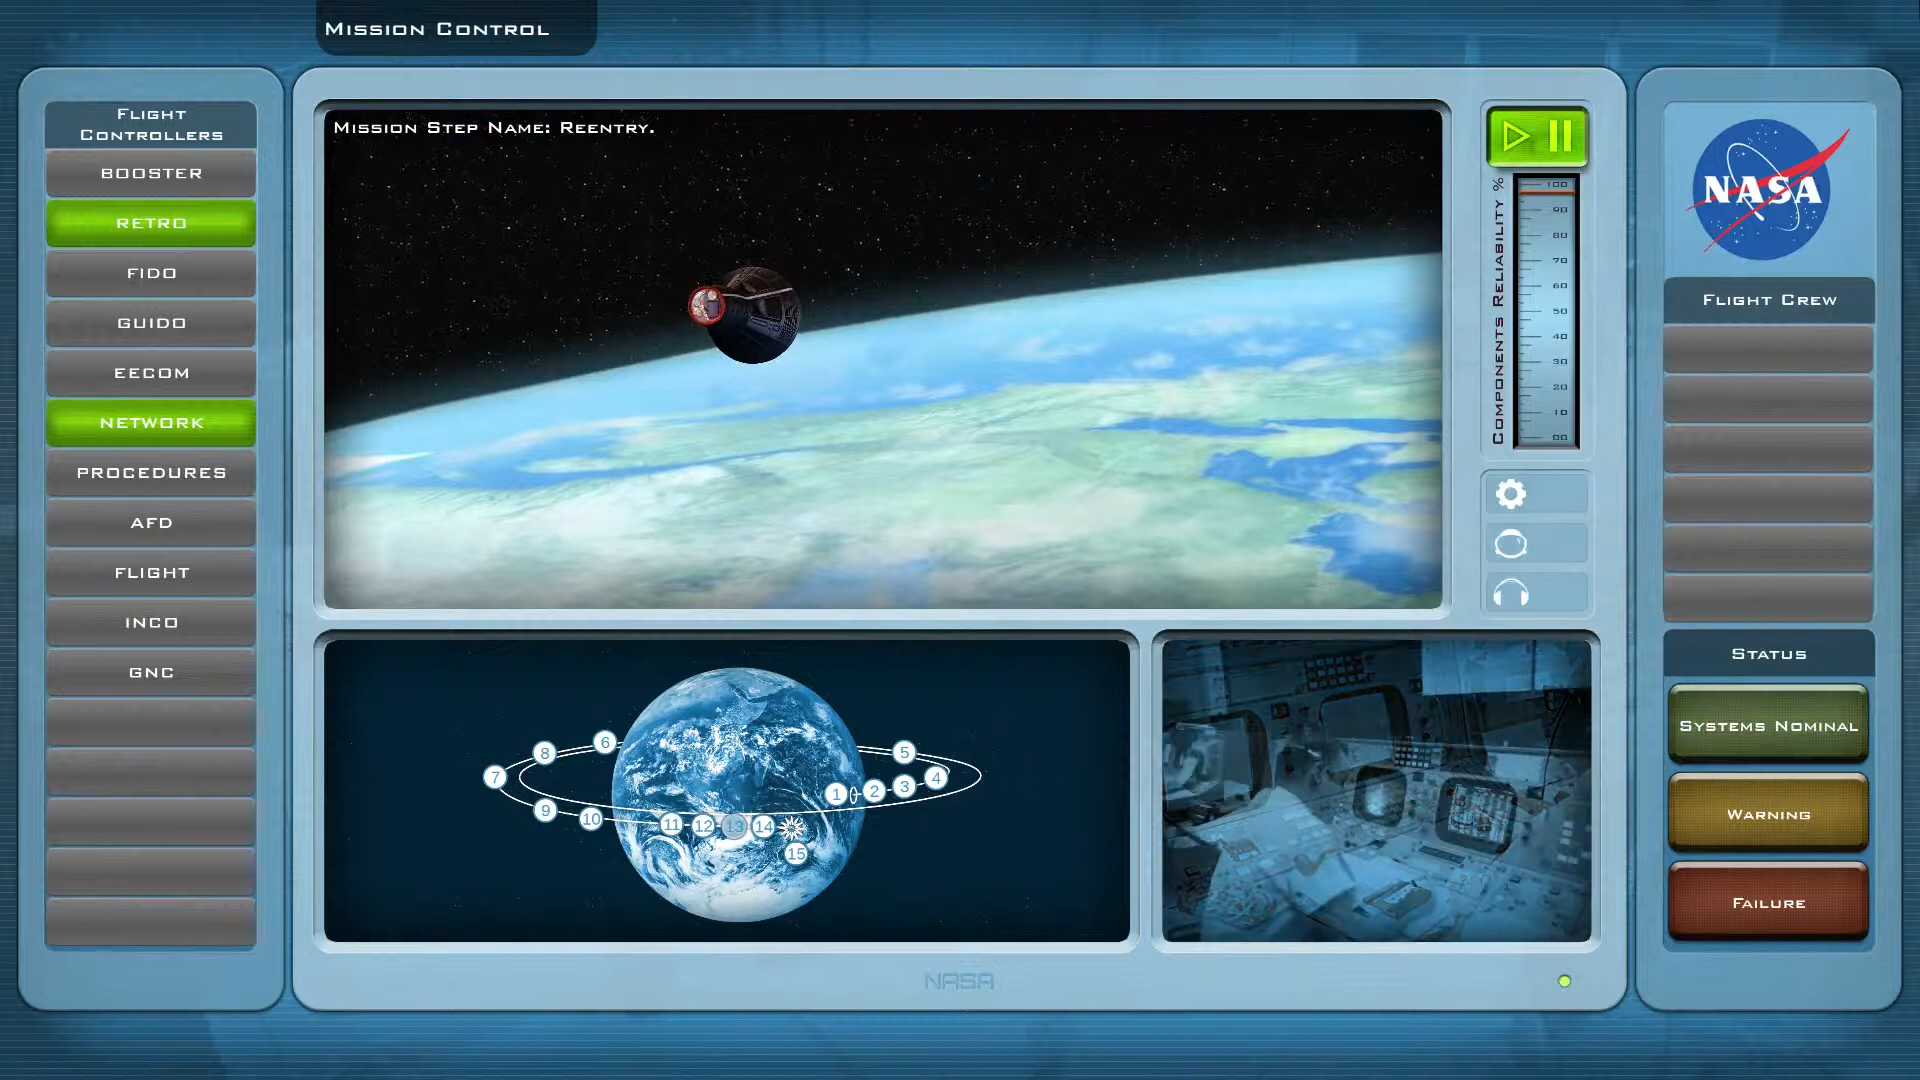 Mission Control
Flight
Controllers
BOOSTER
RETRO
FIDO
GUIDO
EECOM
NETWORK
PROCEDURES
AFD
FLIGHT
INCO
GNC
Mission Step Name: Reentry.
Components Reliability %
100
90
80
70
60
50
40
30
20
10
00
1
2
3
4
5
6
7
8
9
10
11
12
13
14
15
NASA
NASA
Flight Crew
Status
Systems Nominal
Warning
Failure